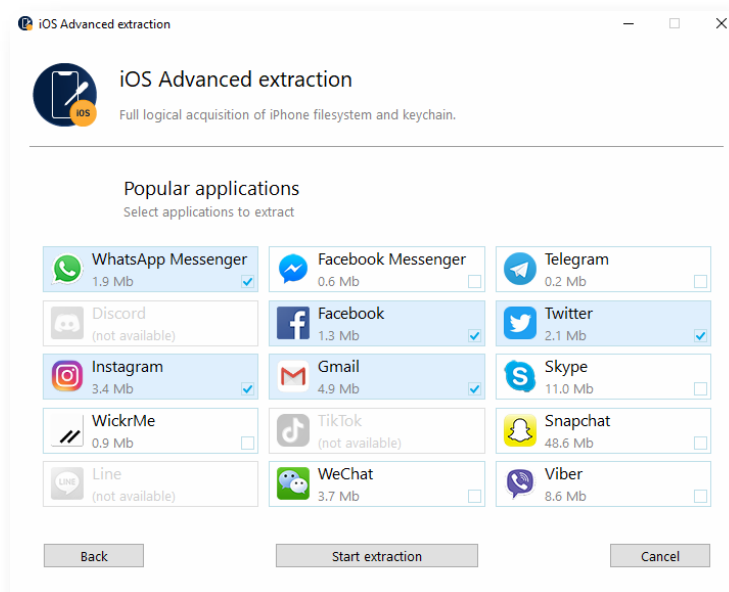 iOS Advanced extraction
iOS Advanced extraction
iOS
Full logical acquisition of iPhone filesystem and keychain.
Popular applications
Select applications to extract
WhatsApp Messenger
1.9 Mb
Facebook Messenger
0.6 Mb
Telegram
0.2 Mb
Discord
(not available)
Facebook
1.3 Mb
Twitter
2.1 Mb
Instagram
3.4 Mb
Gmail
4.9 Mb
Skype
11.0 Mb
WickrMe
0.9 Mb
TikTok
(not available)
Snapchat
48.6 Mb
LINE
Line
(not available)
WeChat
3.7 Mb
Viber
8.6 Mb
Back
Start extraction
Cancel